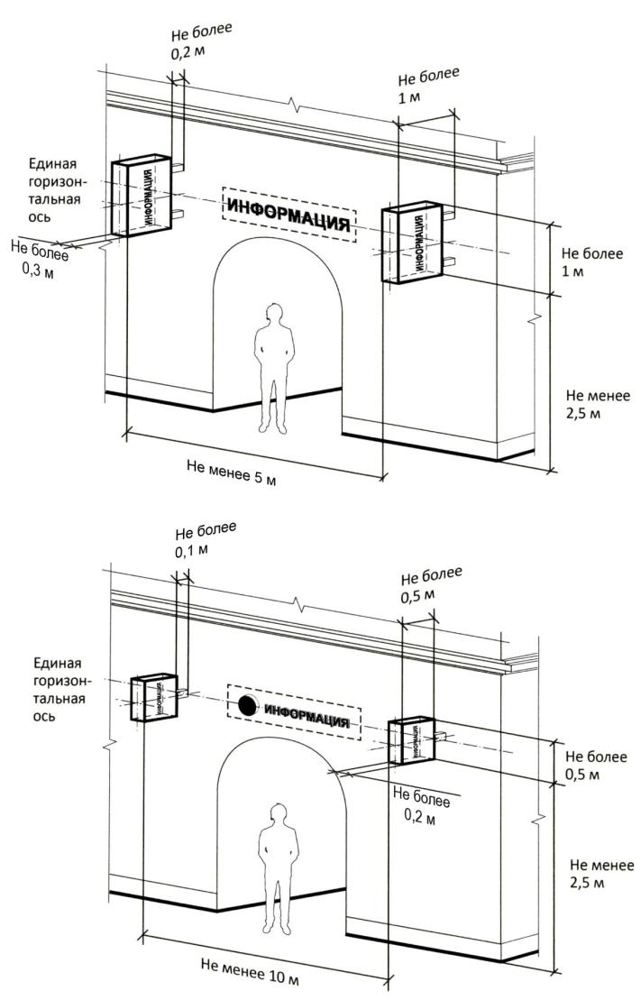 Не более
0,2 м
Не более
1 м
Единая
горизон-
тальная
ось
ИНФОРМАЦИЯ
ИНФОРМАЦИЯ
ИНФОРМАЦИЯ
Не более
0,3 м
Не более
1 м
Не менее
2,5 м
Не менее 5 м
Не более
0,1 м
Не более
0,5 м
Единая
горизон-
тальная
ось
ИНФОРМАЦИЯ
ИНФОРМАЦИЯ
ИНФОРМАЦИЯ
Не более
0,5 м
Не более
0,2 м
Не менее
2,5 м
Не менее 10 м